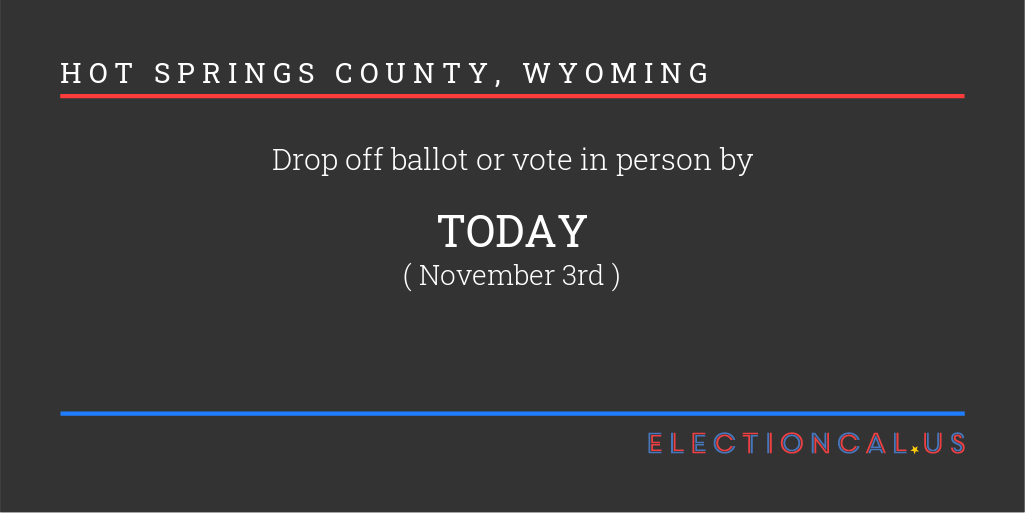 HOT SPRINGS COUNTY, WYOMING
Drop off ballot or vote in person by
TODAY
( November 3rd )
ELECTIONCAL.US